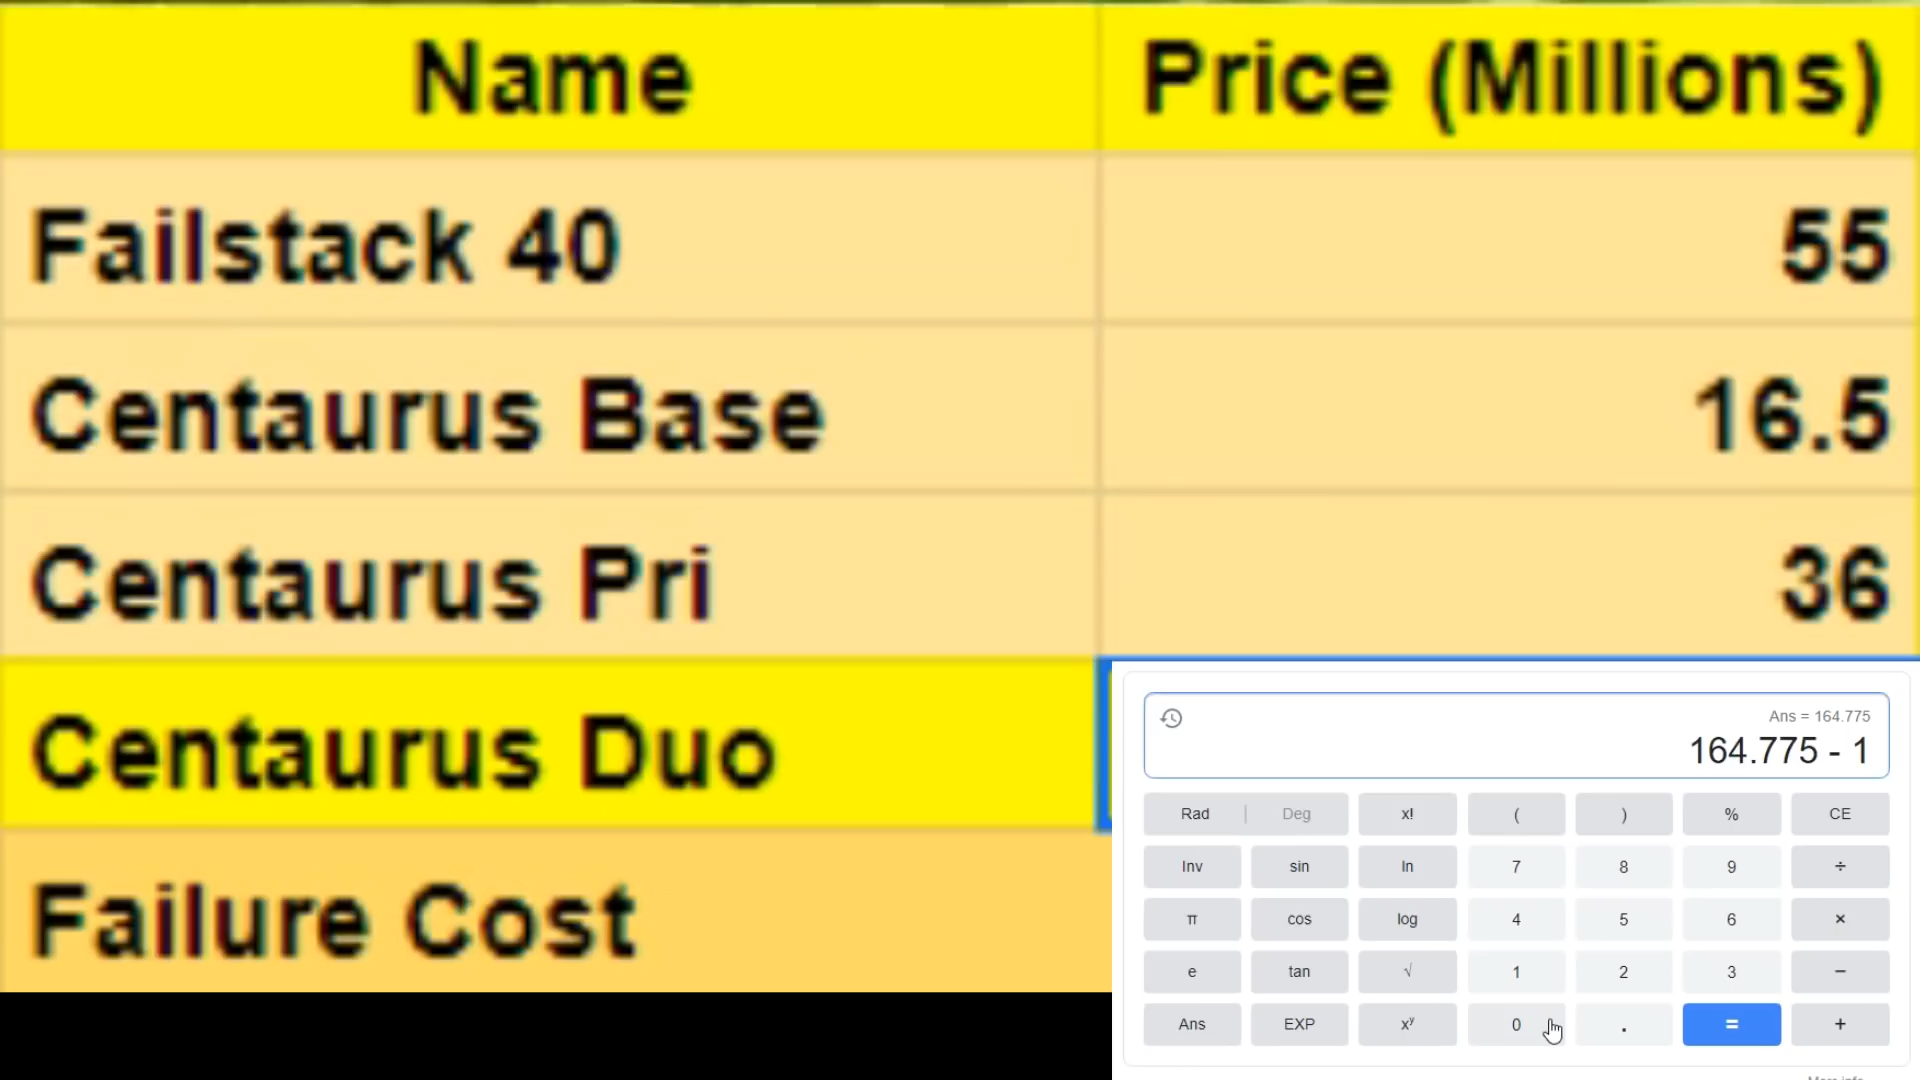 Name Price (Millions)
Failstack 40 55
Centaurus Base 16.5
Centaurus Pri 36
Centaurus Duo
Failure Cost
Ans = 164.775
164.775 - 1
Rad | Deg x! ( ) % CE
Inv sin ln 7 8 9 ÷
π cos log 4 5 6 ×
e tan √ 1 2 3 −
Ans EXP xʸ 0 . = +